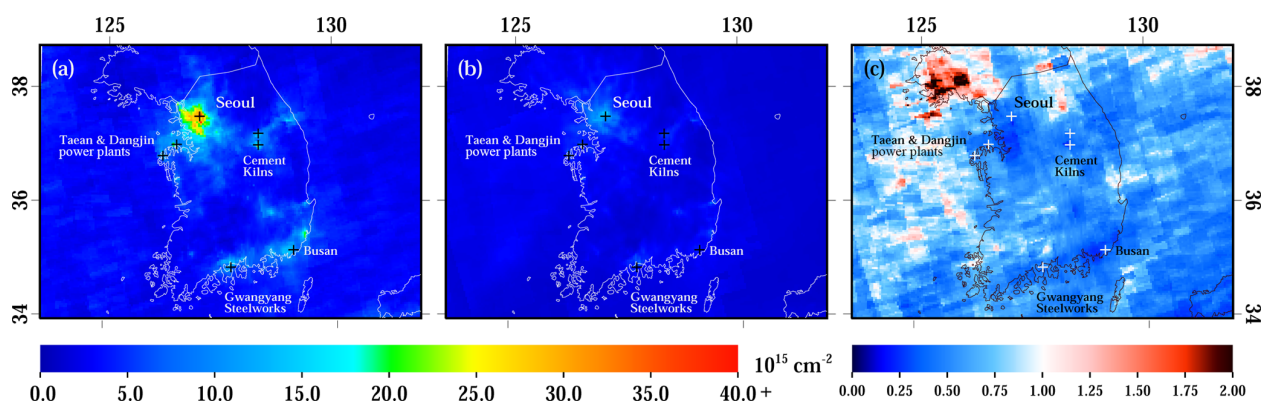 125 130 125 130 125 130
(a) (b) (c)
38 38
Seoul Seoul Seoul
Taean & Dangjin Taean & Dangjin Taean & Dangjin
power plants power plants power plants
Cement Cement Cement
Kilns Kilns Kilns
36 36
Busan Busan Busan
Gwangyang Gwangyang Gwangyang
Steelworks Steelworks Steelworks
34 34
10¹⁵ cm⁻²
0.0 5.0 10.0 15.0 20.0 25.0 30.0 35.0 40.0 +
0.00 0.25 0.50 0.75 1.00 1.25 1.50 1.75 2.00